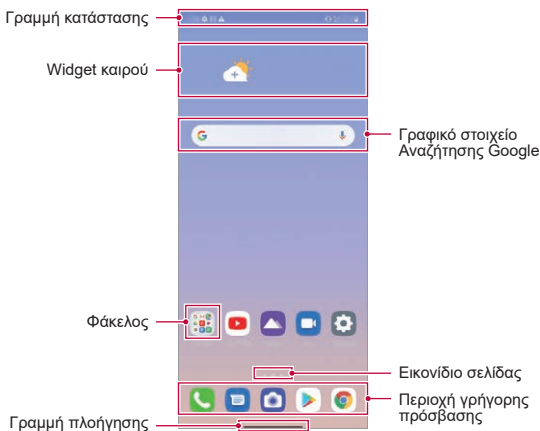 Γραμμή κατάστασης
Widget καιρού
Γραφικό στοιχείο
Αναζήτησης Google
Φάκελος
Εικονίδιο σελίδας
Περιοχή γρήγορης
πρόσβασης
Γραμμή πλοήγησης